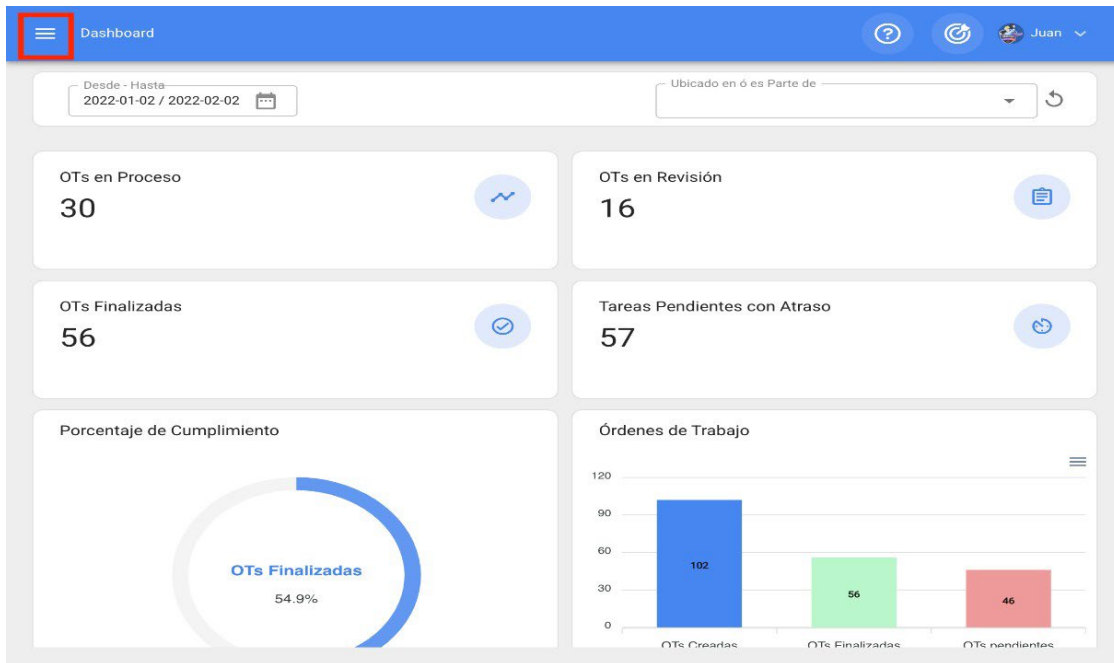 Dashboard
Juan
Desde - Hasta
2022-01-02 / 2022-02-02
Ubicado en ó es Parte de
OTs en Proceso
30
OTs en Revisión
16
OTs Finalizadas
56
Tareas Pendientes con Atraso
57
Porcentaje de Cumplimiento
OTs Finalizadas
54.9%
Órdenes de Trabajo
120
90
60
30
0
102
56
46
OTs Creadas
OTs Finalizadas
OTs pendientes